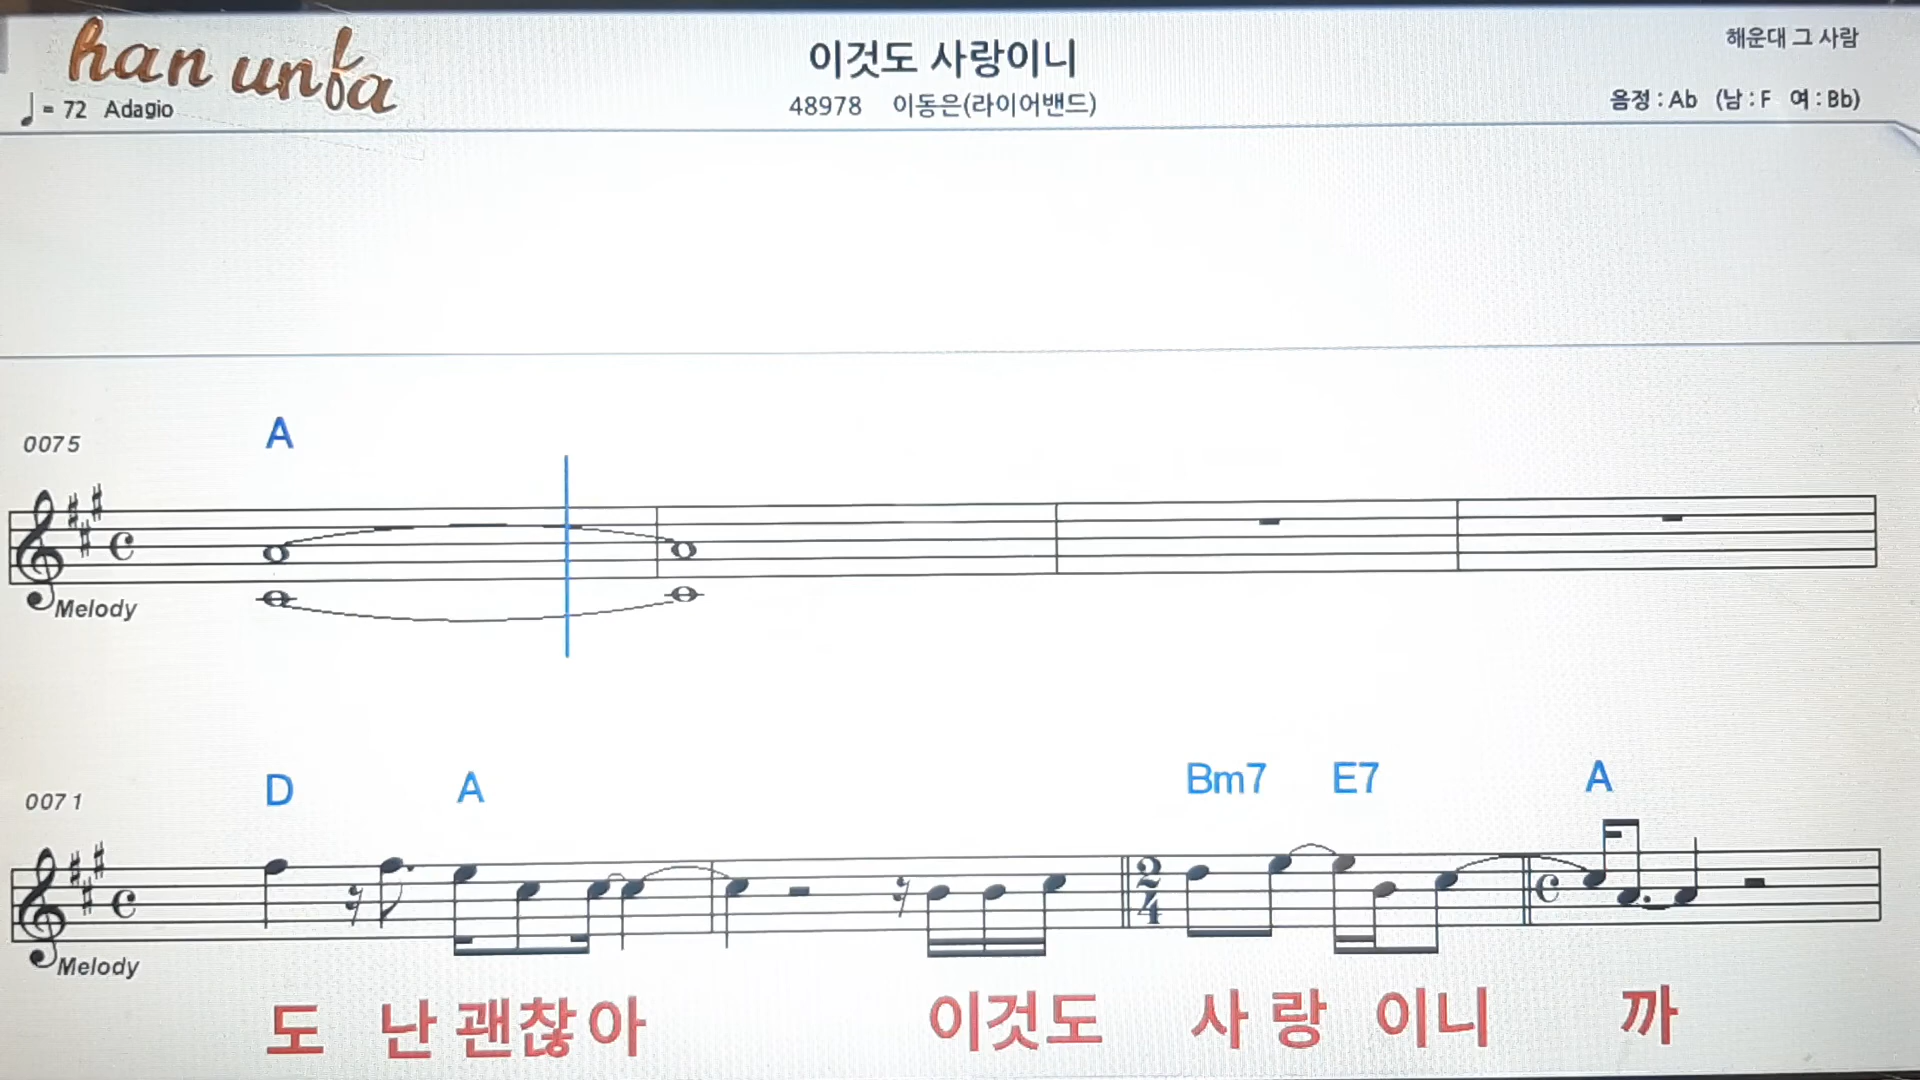 han unfa
이것도 사랑이니
해운대 그 사람
♩ = 72 Adagio
48978 이동은(라이어밴드)
음정 : Ab (남 : F 여 : Bb)
A
0075
Melody
D A Bm7 E7 A
0071
2
4
Melody
도 난괜찮아 이것도 사랑 이니 까